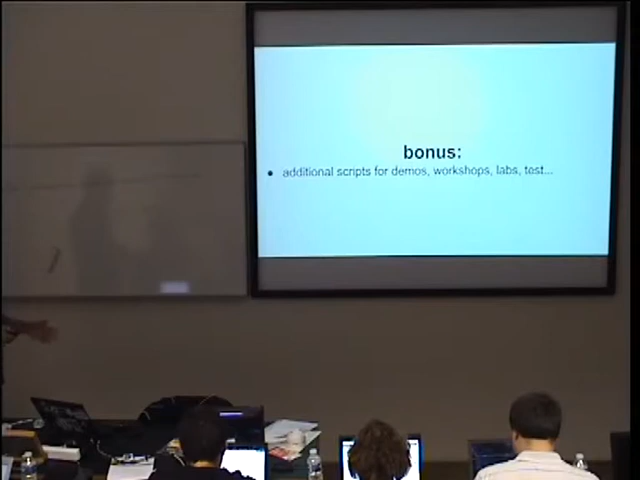 bonus:
• additional scripts for demos, workshops, labs, test...